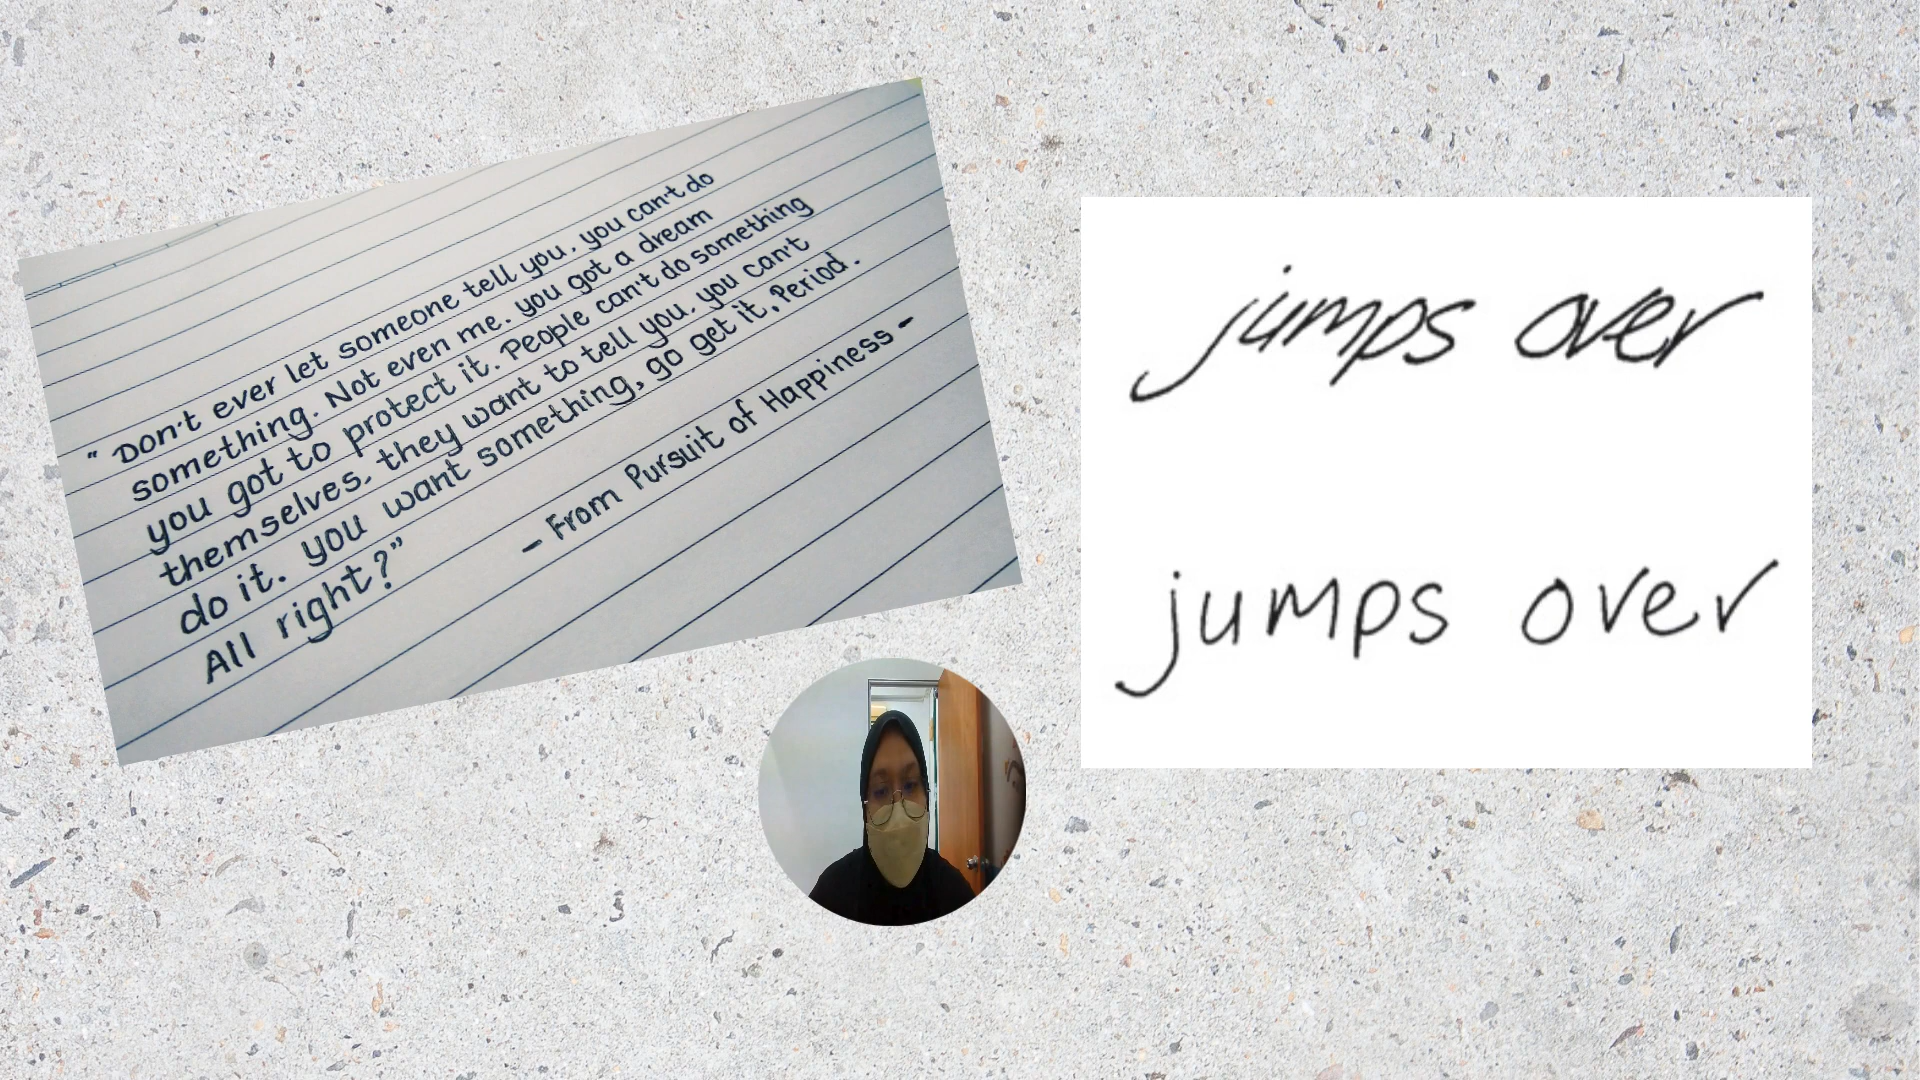 “ Don't ever let someone tell you, you can't do
something. Not even me. you got a dream
you got to protect it. People can't do something
themselves, they want to tell you, you can't
do it. you want something, go get it, Period.
All right?”
- From Pursuit of Happiness -
jumps over
jumps over